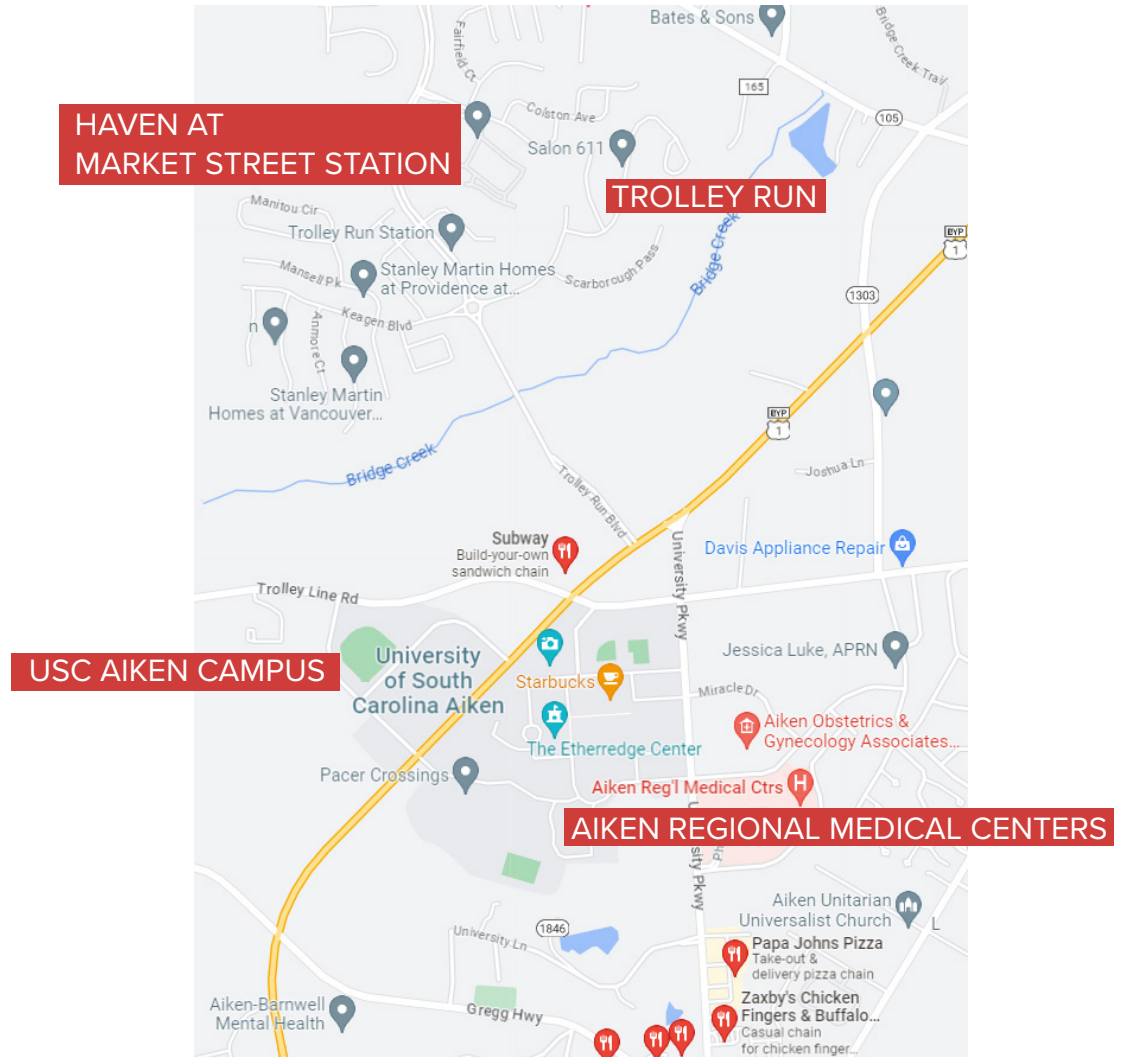 Bates & Sons
Fairfield Ct
Bridge Creek Trail
165
HAVEN AT
MARKET STREET STATION
Colston Ave
105
Salon 611
TROLLEY RUN
Manitou Cir
Trolley Run Station
BYP
1
Mansell Pk
Stanley Martin Homes
at Providence at...
Scarborough Pass
Bridge Creek
1303
n
Anmore Ct
Keagen Blvd
Stanley Martin
Homes at Vancouver...
BYP
1
Bridge Creek
Trolley Run Blvd
Joshua Ln
Subway
Build-your-own
sandwich chain
University Pkwy
Davis Appliance Repair
Trolley Line Rd
USC AIKEN CAMPUS
University
of South
Carolina Aiken
Starbucks
Jessica Luke, APRN
Miracle Dr
The Etherredge Center
Aiken Obstetrics &
Gynecology Associates...
Pacer Crossings
Aiken Reg'l Medical Ctrs
H
AIKEN REGIONAL MEDICAL CENTERS
U
sity Pkwy
Ph
Aiken Unitarian
Universalist Church
L
1846
University Ln
Papa Johns Pizza
Take-out &
delivery pizza chain
Aiken-Barnwell
Mental Health
Gregg Hwy
Zaxby's Chicken
Fingers & Buffalo...
Casual chain
for chicken finger...